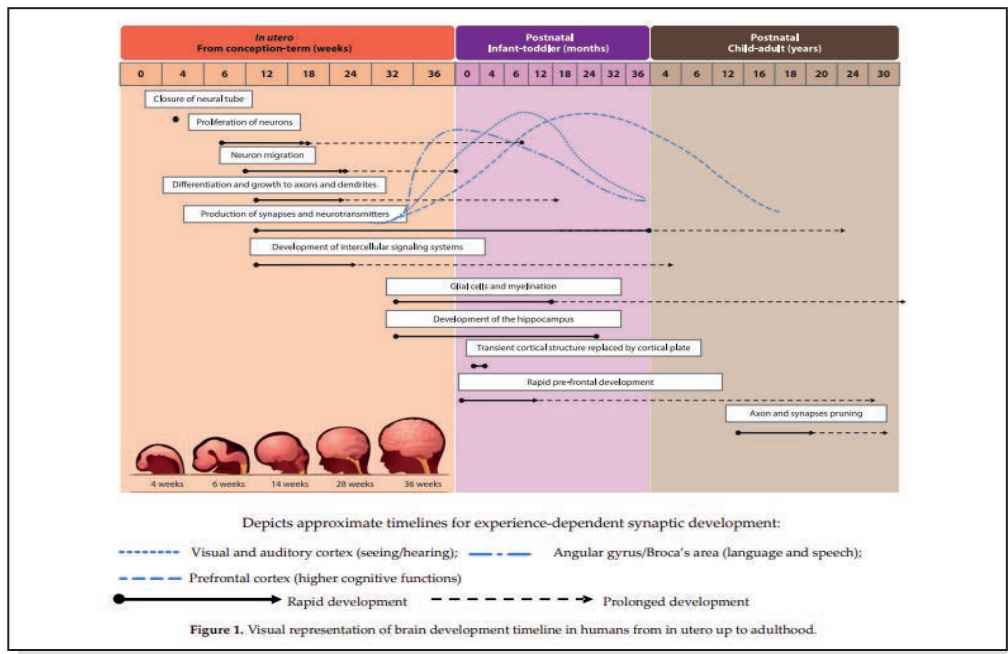 In utero
From conception-term (weeks)
Postnatal
Infant-toddler (months)
Postnatal
Child-adult (years)
0 4 6 12 18 24 32 36 0 4 6 12 18 24 32 36 4 6 12 16 20 24 30
Closure of neural tube
Proliferation of neurons
Neuron migration
Differentiation and growth to axons and dendrites
Production of synapses and neurotransmitters
Development of intercellular signaling systems
Glial cells and myelination
Development of the hippocampus
Transient cortical structure replaced by cortical plate
Rapid pre-frontal development
Axon and synapses pruning
4 weeks 6 weeks 14 weeks 28 weeks 36 weeks
Depicts approximate timelines for experience-dependent synaptic development:
Visual and auditory cortex (seeing/hearing); Angular gyrus/Broca's area (language and speech);
Prefrontal cortex (higher cognitive functions)
Rapid development Prolonged development
Figure 1. Visual representation of brain development timeline in humans from in utero up to adulthood.